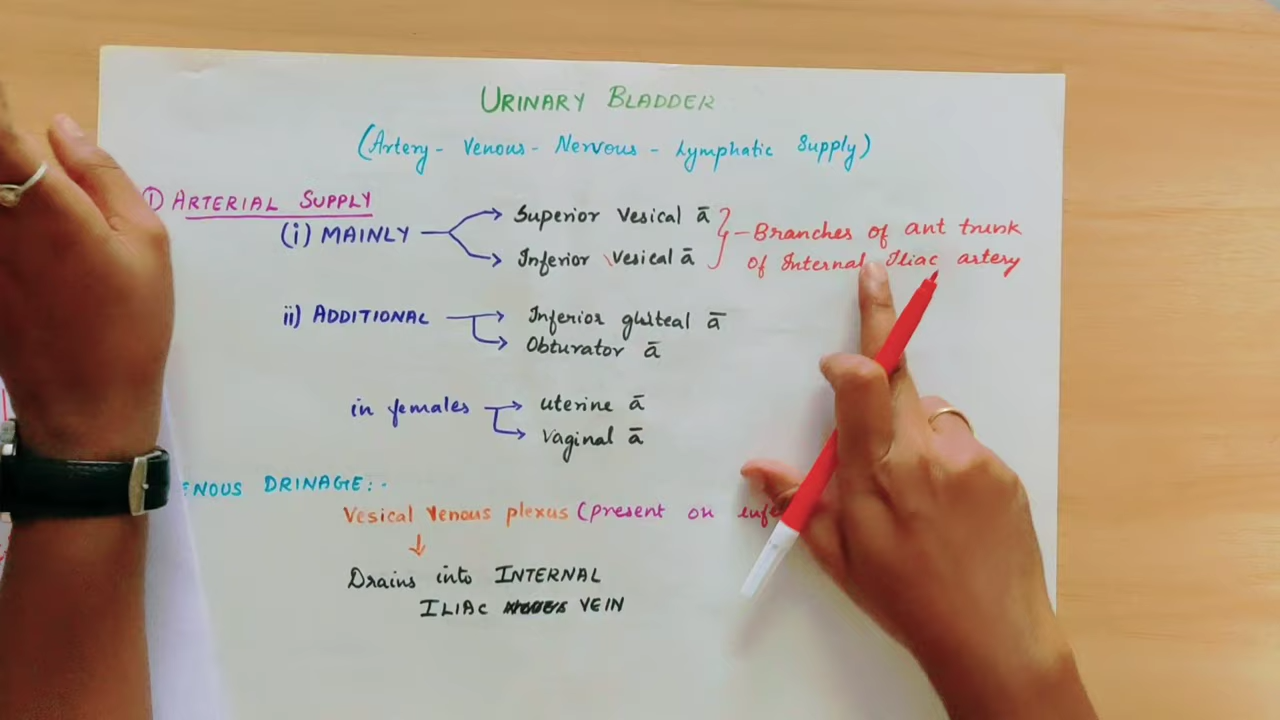 URINARY BLADDER
(Artery - Venous - Nervous - Lymphatic Supply)
① ARTERIAL SUPPLY
(i) MAINLY
Superior Vesical ā
Inferior Vesical ā
- Branches of ant trunk
of Internal Iliac artery
ii) ADDITIONAL
Inferior gluteal ā
Obturator ā
in females
Uterine ā
Vaginal ā
ENOUS DRINAGE:-
Vesical Venous plexus (present on infe
Drains into INTERNAL
ILIAC VEIN